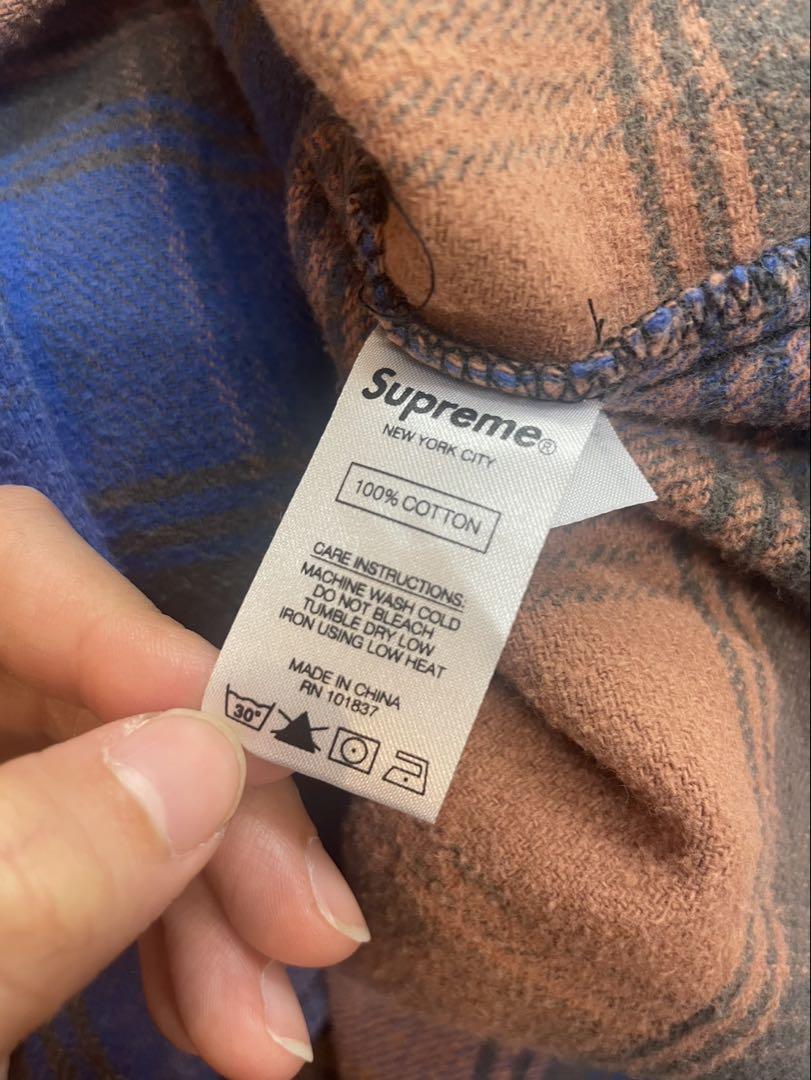 Supreme®
NEW YORK CITY
100% COTTON
CARE INSTRUCTIONS:
MACHINE WASH COLD
DO NOT BLEACH
TUMBLE DRY LOW
IRON USING LOW HEAT
MADE IN CHINA
RN 101837
30°